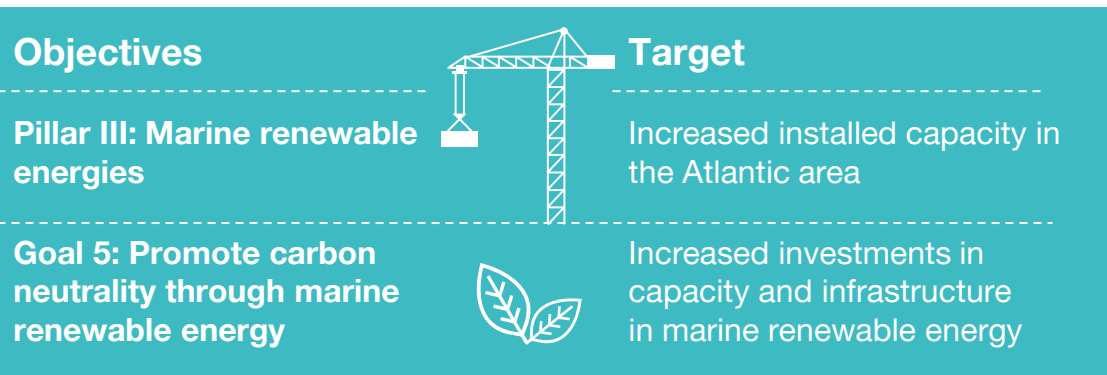 Objectives
Target
Pillar III: Marine renewable
energies
Increased installed capacity in
the Atlantic area
Goal 5: Promote carbon
neutrality through marine
renewable energy
Increased investments in
capacity and infrastructure
in marine renewable energy